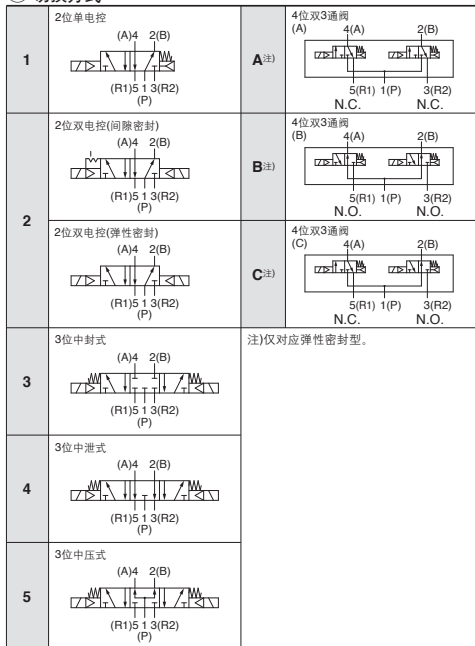 1
2位单电控
(A)4 2(B)
(R1)5 1 3(R2)
(P)
2
2位双电控(间隙密封)
(A)4 2(B)
(R1)5 1 3(R2)
(P)
2位双电控(弹性密封)
(A)4 2(B)
(R1)5 1 3(R2)
(P)
3
3位中封式
(A)4 2(B)
(R1)5 1 3(R2)
(P)
4
3位中泄式
(A)4 2(B)
(R1)5 1 3(R2)
(P)
5
3位中压式
(A)4 2(B)
(R1)5 1 3(R2)
(P)
A注)
4位双3通阀
(A) 4(A) 2(B)
5(R1) 1(P) 3(R2)
N.C. N.C.
B注)
4位双3通阀
(B) 4(A) 2(B)
5(R1) 1(P) 3(R2)
N.O. N.O.
C注)
4位双3通阀
(C) 4(A) 2(B)
5(R1) 1(P) 3(R2)
N.C. N.O.
注)仅对应弹性密封型。